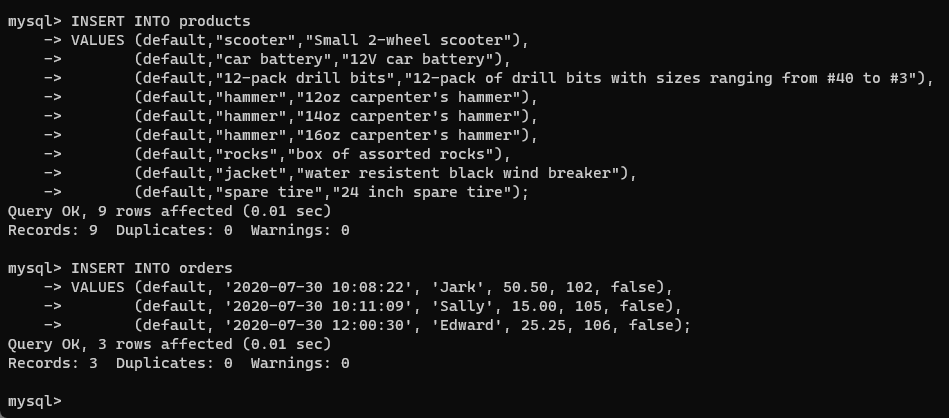 mysql> INSERT INTO products
    -> VALUES (default,"scooter","Small 2-wheel scooter"),
    ->        (default,"car battery","12V car battery"),
    ->        (default,"12-pack drill bits","12-pack of drill bits with sizes ranging from #40 to #3"),
    ->        (default,"hammer","12oz carpenter's hammer"),
    ->        (default,"hammer","14oz carpenter's hammer"),
    ->        (default,"hammer","16oz carpenter's hammer"),
    ->        (default,"rocks","box of assorted rocks"),
    ->        (default,"jacket","water resistent black wind breaker"),
    ->        (default,"spare tire","24 inch spare tire");
Query OK, 9 rows affected (0.01 sec)
Records: 9  Duplicates: 0  Warnings: 0

mysql> INSERT INTO orders
    -> VALUES (default, '2020-07-30 10:08:22', 'Jark', 50.50, 102, false),
    ->        (default, '2020-07-30 10:11:09', 'Sally', 15.00, 105, false),
    ->        (default, '2020-07-30 12:00:30', 'Edward', 25.25, 106, false);
Query OK, 3 rows affected (0.01 sec)
Records: 3  Duplicates: 0  Warnings: 0

mysql>